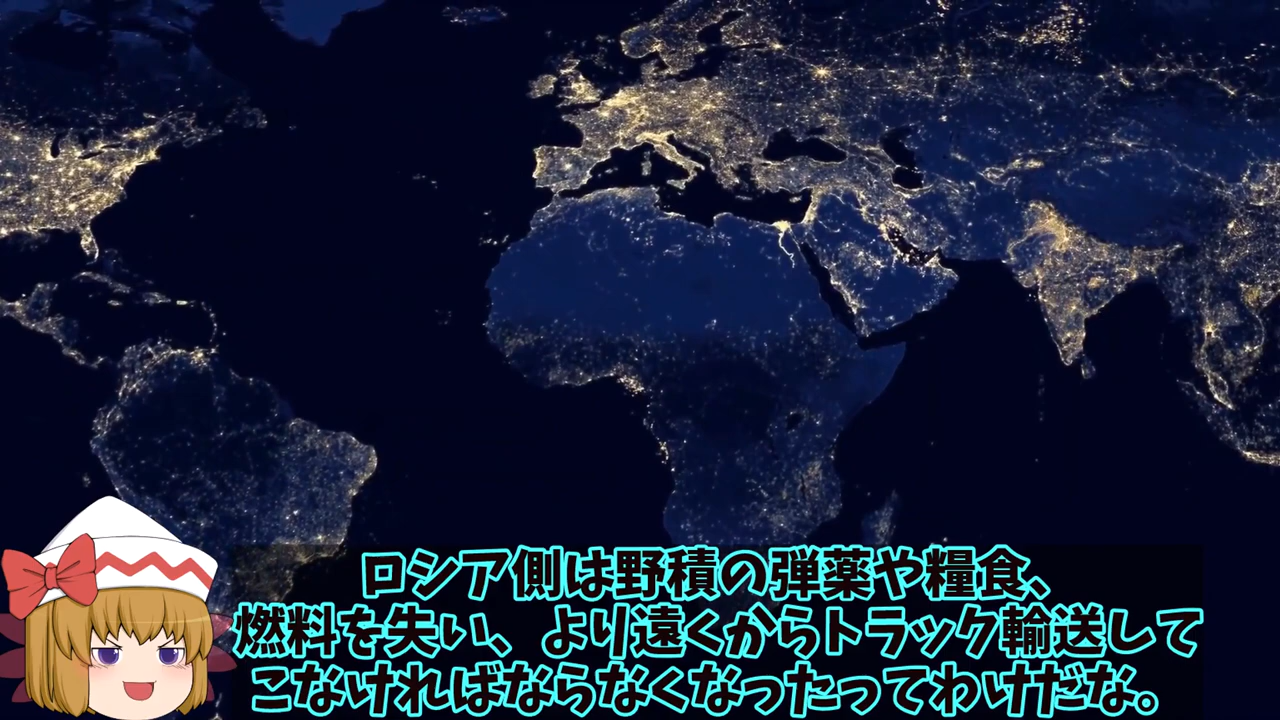 ロシア側は野積の弾薬や糧食、
燃料を失い、より遠くからトラック輸送して
こなければならなくなったってわけだな。